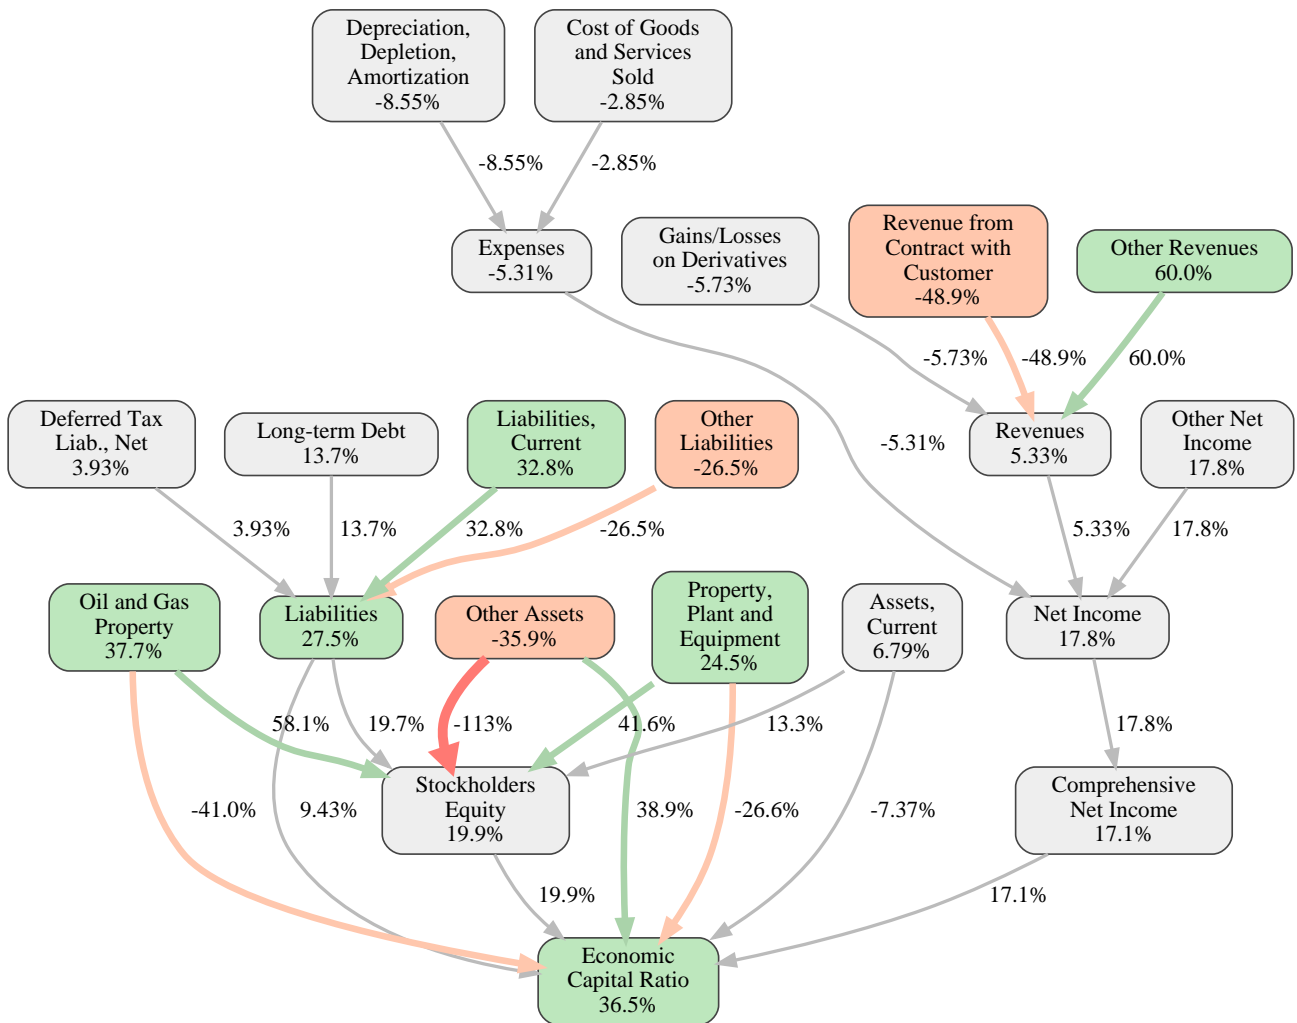 Depreciation,
Depletion,
Amortization
-8.55%
Cost of Goods
and Services
Sold
-2.85%
-8.55%
-2.85%
Expenses
-5.31%
Gains/Losses
on Derivatives
-5.73%
Revenue from
Contract with
Customer
-48.9%
Other Revenues
60.0%
-5.73%
-48.9%
60.0%
Deferred Tax
Liab., Net
3.93%
Long-term Debt
13.7%
Liabilities,
Current
32.8%
Other
Liabilities
-26.5%
-5.31%
Revenues
5.33%
Other Net
Income
17.8%
3.93%
13.7%
32.8%
-26.5%
5.33%
17.8%
Oil and Gas
Property
37.7%
Liabilities
27.5%
Other Assets
-35.9%
Property,
Plant and
Equipment
24.5%
Assets,
Current
6.79%
Net Income
17.8%
58.1%
19.7%
-113%
41.6%
13.3%
17.8%
Stockholders
Equity
19.9%
Comprehensive
Net Income
17.1%
-41.0%
9.43%
38.9%
-26.6%
-7.37%
19.9%
17.1%
Economic
Capital Ratio
36.5%